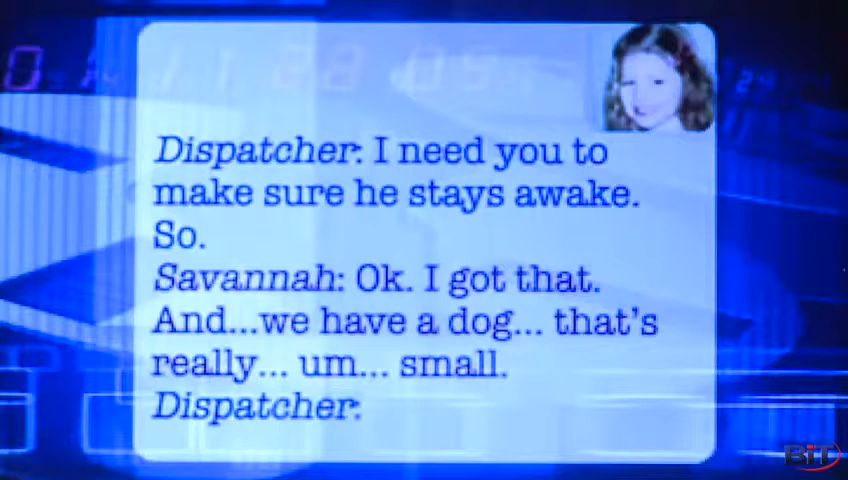 Dispatcher: I need you to
make sure he stays awake.
So.
Savannah: Ok. I got that.
And...we have a dog... that's
really... um... small.
Dispatcher:
BiT